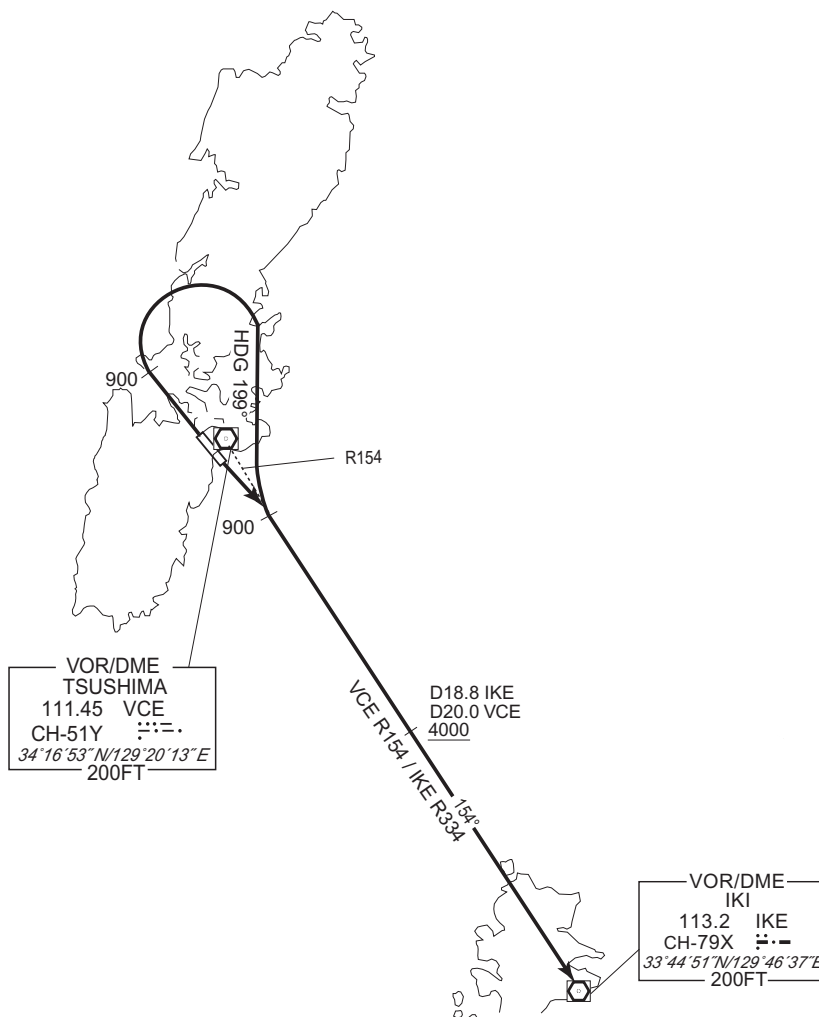 900
HDG 199°
R154
900
VOR/DME
TSUSHIMA
111.45 VCE
CH-51Y
34°16´53˝N/129°20´13˝E
200FT
D18.8 IKE
D20.0 VCE
4000
VCE R154 / IKE R334
154°
VOR/DME
IKI
113.2 IKE
CH-79X
33°44´51˝N/129°46´37˝E
200FT